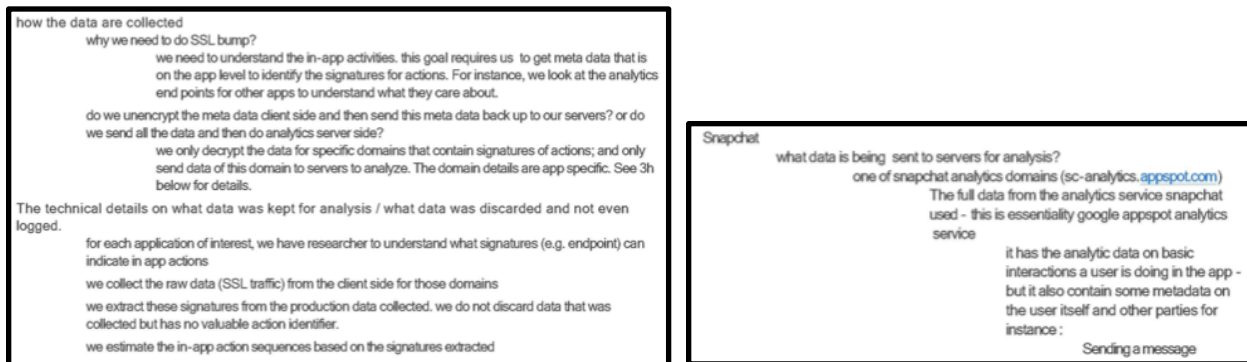 how the data are collected
why we need to do SSL bump?
we need to understand the in-app activities. this goal requires us to get meta data that is
on the app level to identify the signatures for actions. For instance, we look at the analytics
end points for other apps to understand what they care about.
do we unencrypt the meta data client side and then send this meta data back up to our servers? or do
we send all the data and then do analytics server side?
we only decrypt the data for specific domains that contain signatures of actions; and only
send data of this domain to servers to analyze. The domain details are app specific. See 3h
below for details.
The technical details on what data was kept for analysis / what data was discarded and not even
logged.
for each application of interest, we have researcher to understand what signatures (e.g. endpoint) can
indicate in app actions
we collect the raw data (SSL traffic) from the client side for those domains
we extract these signatures from the production data collected. we do not discard data that was
collected but has no valuable action identifier.
we estimate the in-app action sequences based on the signatures extracted
Snapchat
what data is being sent to servers for analysis?
one of snapchat analytics domains (sc-analytics.appspot.com)
The full data from the analytics service snapchat
used - this is essentiality google appspot analytics
service
it has the analytic data on basic
interactions a user is doing in the app -
but it also contain some metadata on
the user itself and other parties for
instance :
Sending a message